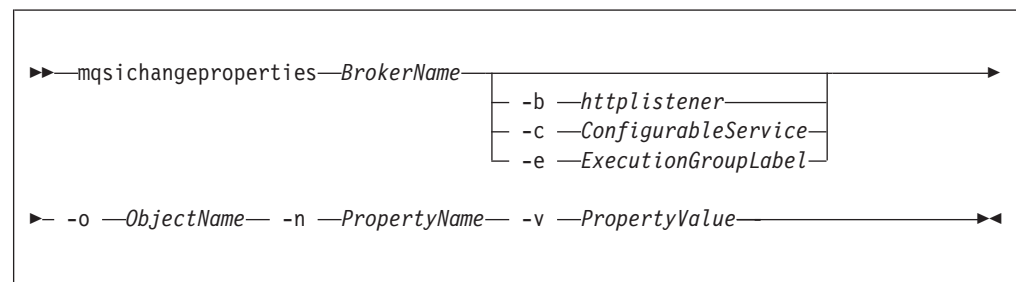 mqsichangeproperties BrokerName
-b httplistener
-c ConfigurableService
-e ExecutionGroupLabel
-o ObjectName -n PropertyName -v PropertyValue